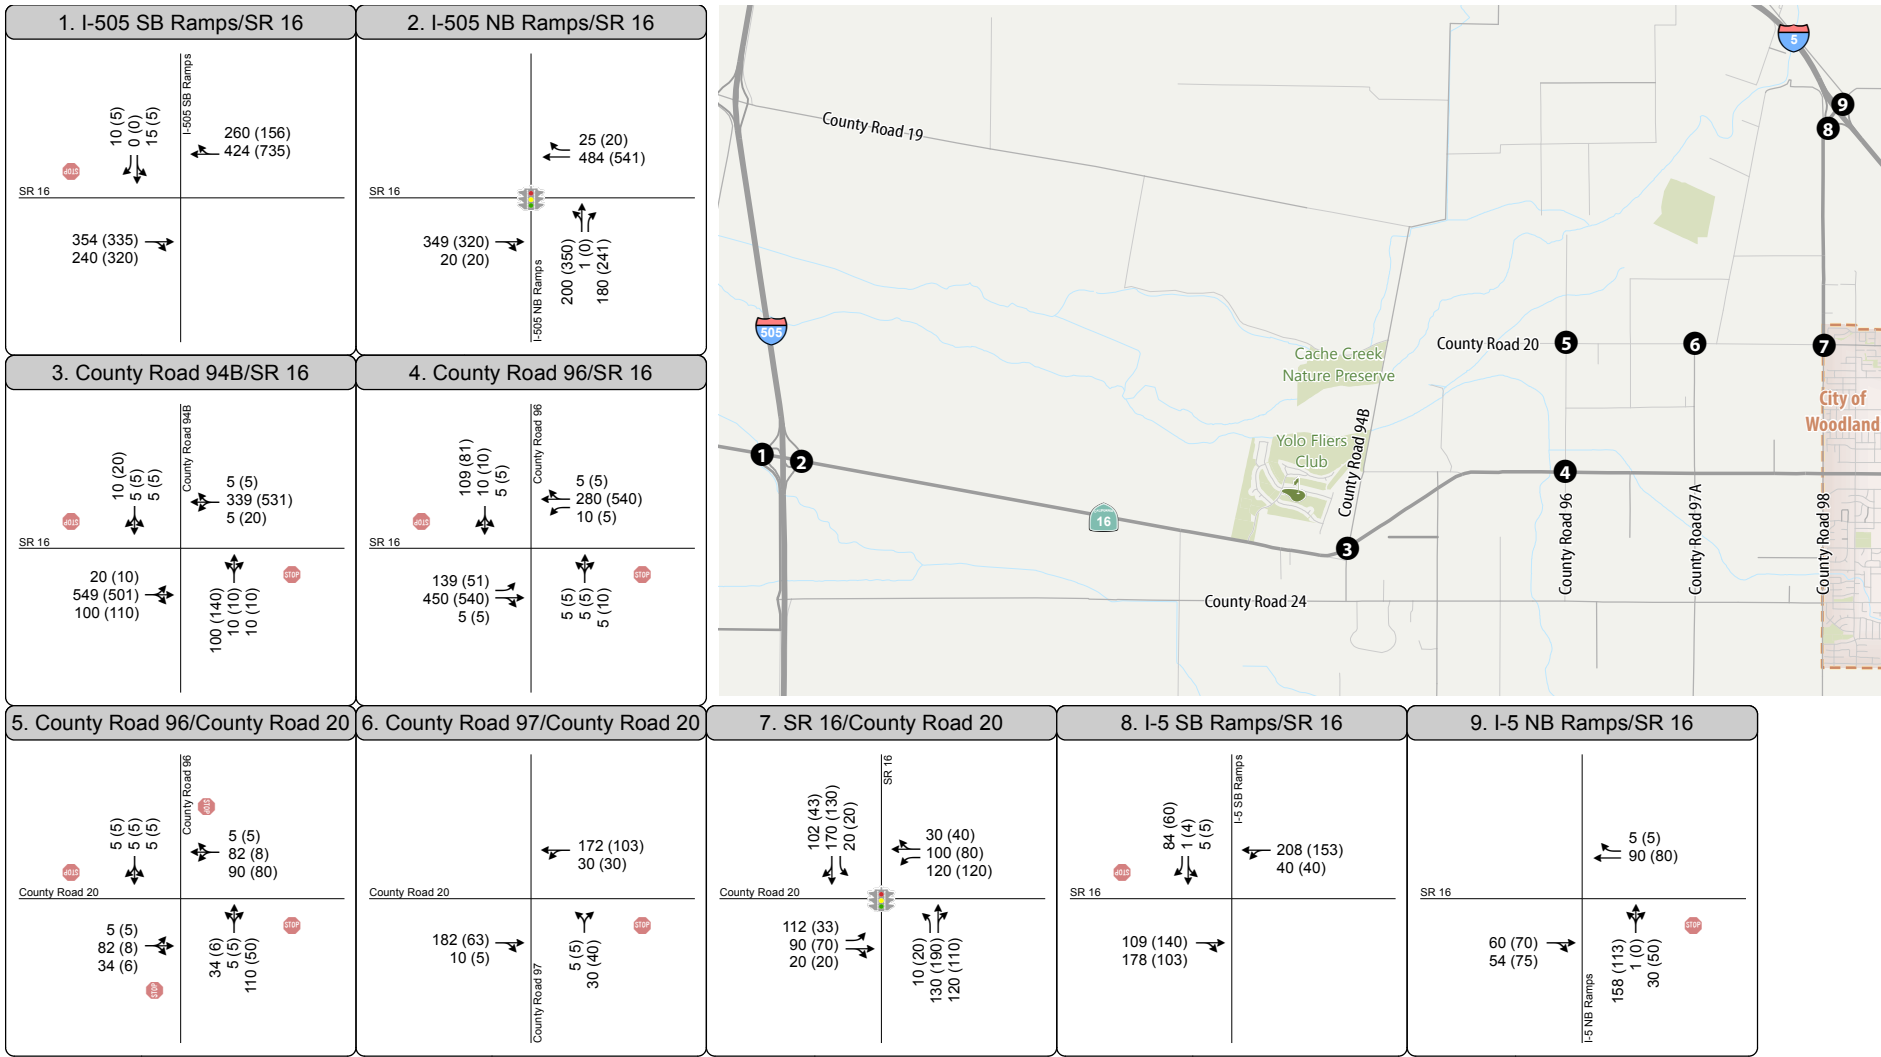 1. I-505 SB Ramps/SR 16
I-505 SB Ramps
10 (5)
0 (0)
15 (5)
260 (156)
424 (735)
STOP
SR 16
354 (335)
240 (320)
2. I-505 NB Ramps/SR 16
25 (20)
484 (541)
SR 16
349 (320)
20 (20)
I-505 NB Ramps
200 (350)
1 (0)
180 (241)
3. County Road 94B/SR 16
County Road 94B
10 (20)
5 (5)
5 (5)
5 (5)
339 (531)
5 (20)
STOP
SR 16
20 (10)
549 (501)
100 (110)
100 (140)
10 (10)
10 (10)
STOP
4. County Road 96/SR 16
County Road 96
109 (81)
10 (10)
5 (5)
5 (5)
280 (540)
10 (5)
STOP
SR 16
139 (51)
450 (540)
5 (5)
5 (5)
5 (5)
5 (10)
STOP
5
9
8
County Road 19
505
Cache Creek
Nature Preserve
County Road 20
5
6
7
City of
Woodland
Yolo Fliers
Club
County Road 94B
1
2
16
3
4
County Road 96
County Road 97A
County Road 98
County Road 24
5. County Road 96/County Road 20
County Road 96
STOP
5 (5)
5 (5)
5 (5)
5 (5)
82 (8)
90 (80)
STOP
County Road 20
5 (5)
82 (8)
34 (6)
34 (6)
5 (5)
110 (50)
STOP
STOP
6. County Road 97/County Road 20
172 (103)
30 (30)
County Road 20
182 (63)
10 (5)
5 (5)
30 (40)
STOP
County Road 97
7. SR 16/County Road 20
SR 16
102 (43)
170 (130)
20 (20)
30 (40)
100 (80)
120 (120)
County Road 20
112 (33)
90 (70)
20 (20)
10 (20)
130 (190)
120 (110)
8. I-5 SB Ramps/SR 16
I-5 SB Ramps
84 (60)
1 (4)
5 (5)
208 (153)
40 (40)
STOP
SR 16
109 (140)
178 (103)
9. I-5 NB Ramps/SR 16
5 (5)
90 (80)
SR 16
60 (70)
54 (75)
158 (113)
1 (0)
30 (50)
STOP
I-5 NB Ramps